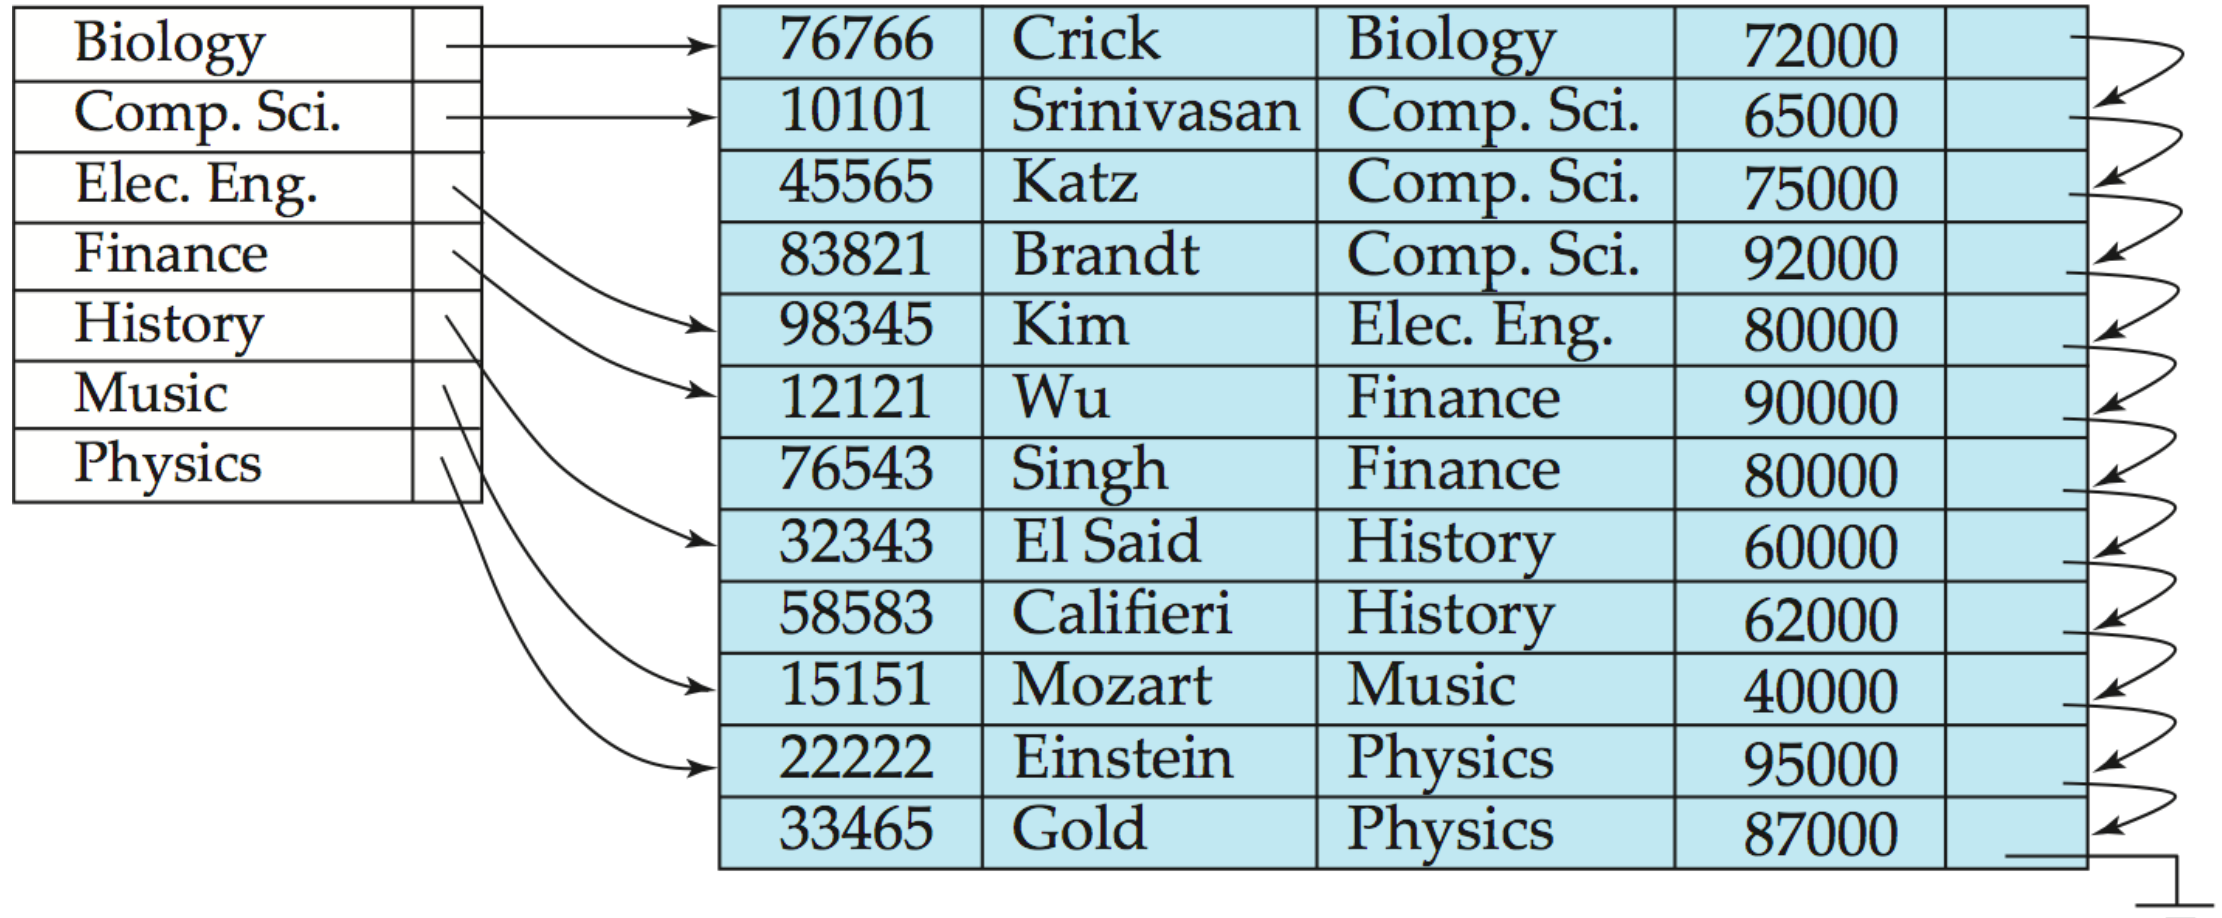 Biology
Comp. Sci.
Elec. Eng.
Finance
History
Music
Physics
76766 Crick Biology 72000
10101 Srinivasan Comp. Sci. 65000
45565 Katz Comp. Sci. 75000
83821 Brandt Comp. Sci. 92000
98345 Kim Elec. Eng. 80000
12121 Wu Finance 90000
76543 Singh Finance 80000
32343 El Said History 60000
58583 Califieri History 62000
15151 Mozart Music 40000
22222 Einstein Physics 95000
33465 Gold Physics 87000